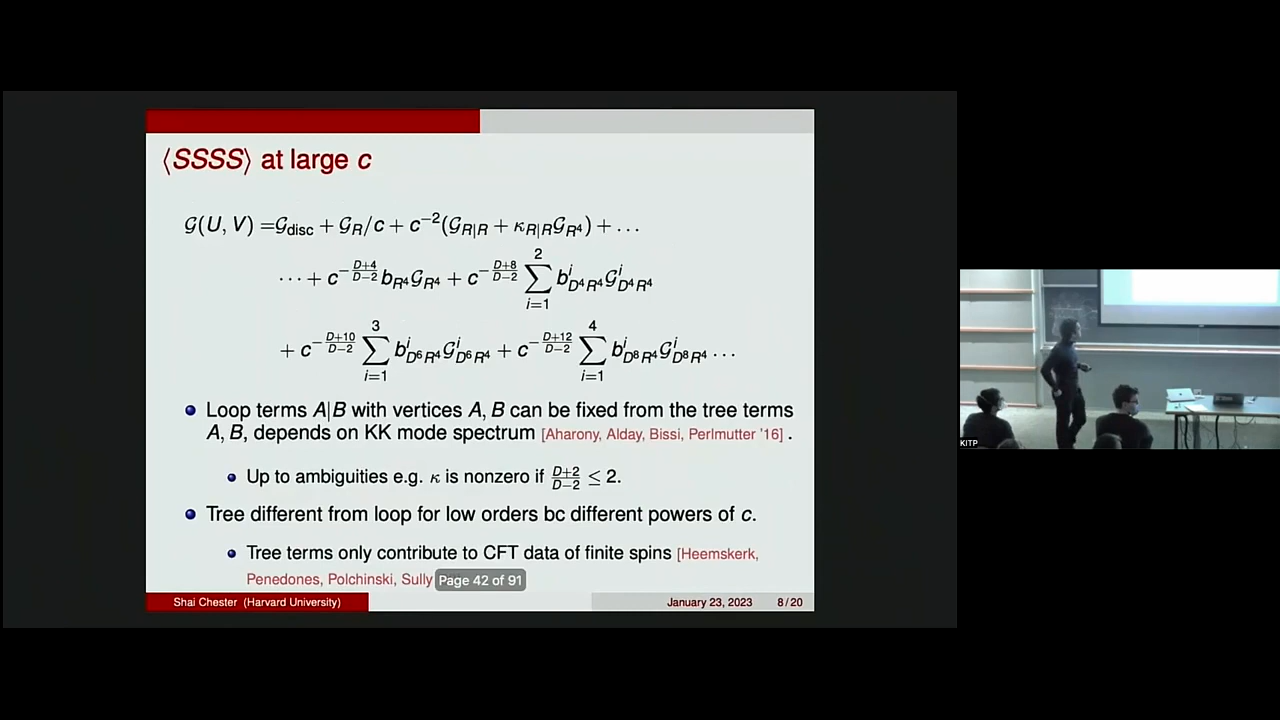 ⟨SSSS⟩ at large c
𝒢(U, V) =𝒢_disc + 𝒢_R/c + c^{-2}(𝒢_{R|R} + κ_{R|R}𝒢_{R^4}) + ...
··· + c^{-\frac{D+4}{D-2}} b_{R^4}𝒢_{R^4} + c^{-\frac{D+8}{D-2}} \sum_{i=1}^{2} b^i_{D^4R^4}𝒢^i_{D^4R^4}
+ c^{-\frac{D+10}{D-2}} \sum_{i=1}^{3} b^i_{D^6R^4}𝒢^i_{D^6R^4} + c^{-\frac{D+12}{D-2}} \sum_{i=1}^{4} b^i_{D^8R^4}𝒢^i_{D^8R^4} ...
Loop terms A|B with vertices A, B can be fixed from the tree terms
A, B, depends on KK mode spectrum [Aharony, Alday, Bissi, Perlmutter '16] .
Up to ambiguities e.g. κ is nonzero if \frac{D+2}{D-2} ≤ 2.
Tree different from loop for low orders bc different powers of c.
Tree terms only contribute to CFT data of finite spins [Heemskerk,
Penedones, Polchinski, Sully
Page 42 of 91
Shai Chester (Harvard University) January 23, 2023 8/20
KITP